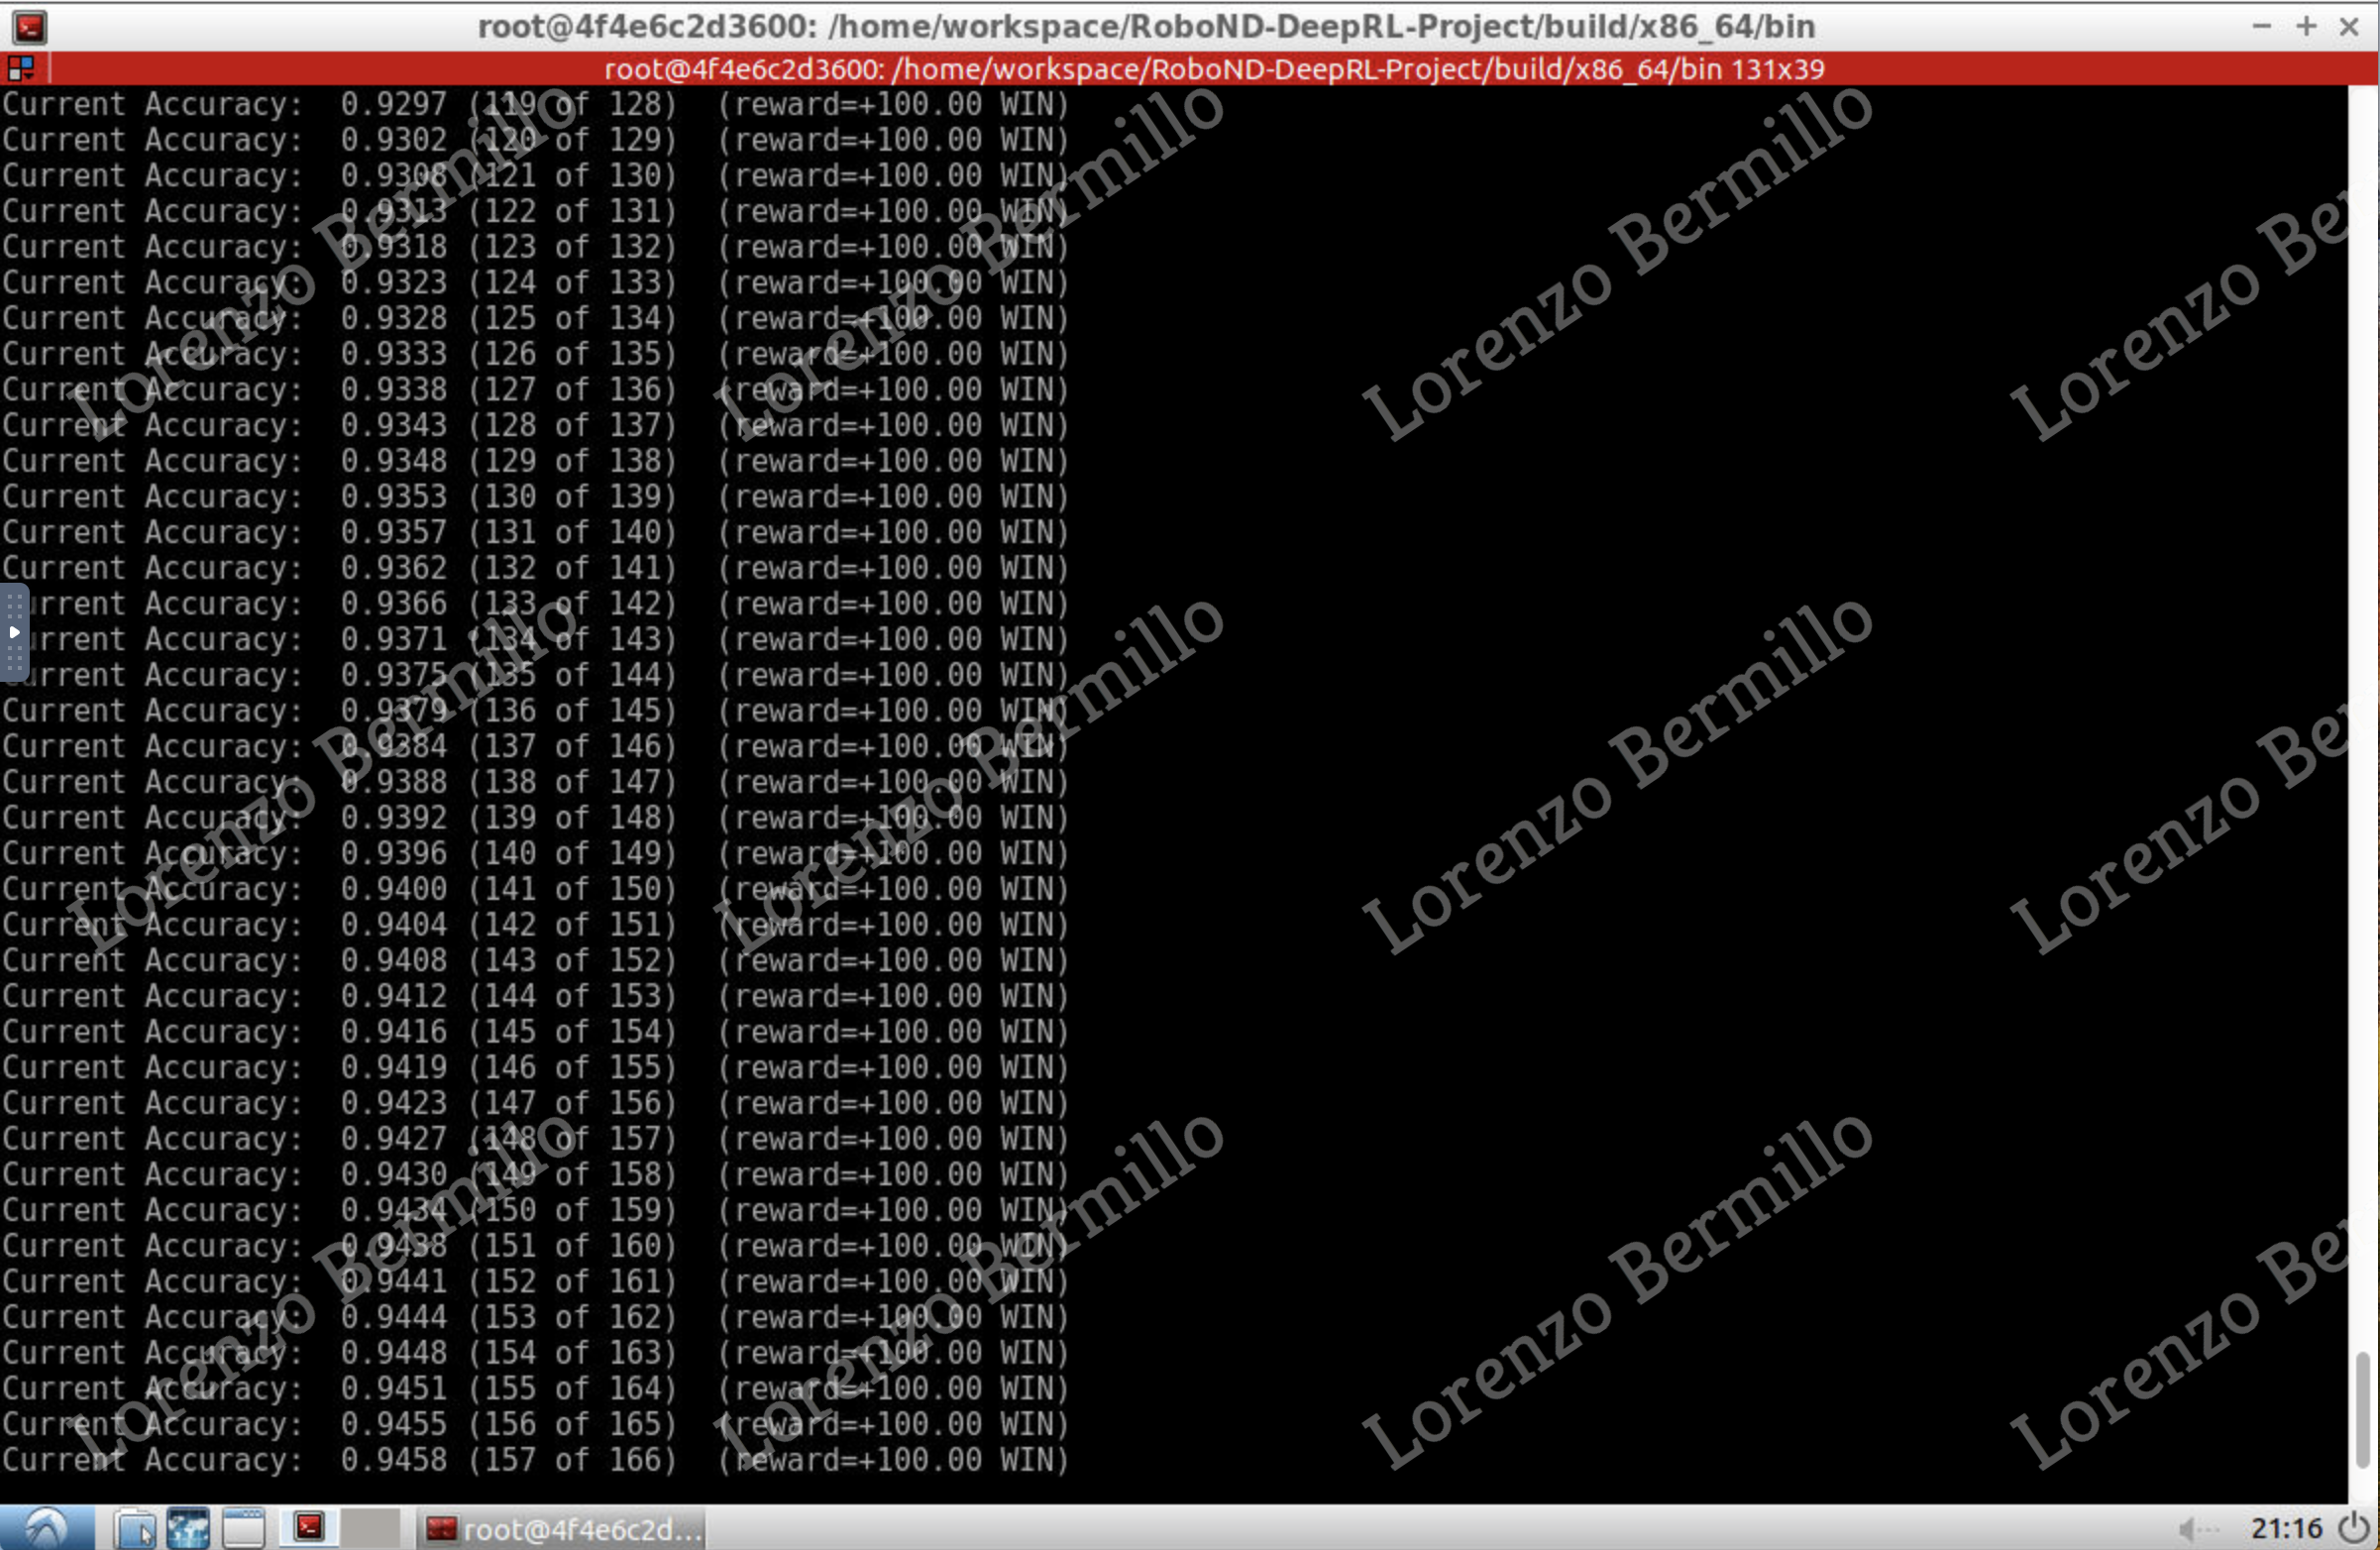 root@4f4e6c2d3600: /home/workspace/RoboND-DeepRL-Project/build/x86_64/bin
root@4f4e6c2d3600: /home/workspace/RoboND-DeepRL-Project/build/x86_64/bin 131x39
Current Accuracy: 0.9297 (119 of 128) (reward=+100.00 WIN)
Current Accuracy: 0.9302 (120 of 129) (reward=+100.00 WIN)
Current Accuracy: 0.9308 (121 of 130) (reward=+100.00 WIN)
Current Accuracy: 0.9313 (122 of 131) (reward=+100.00 WIN)
Current Accuracy: 0.9318 (123 of 132) (reward=+100.00 WIN)
Current Accuracy: 0.9323 (124 of 133) (reward=+100.00 WIN)
Current Accuracy: 0.9328 (125 of 134) (reward=+100.00 WIN)
Current Accuracy: 0.9333 (126 of 135) (reward=+100.00 WIN)
Current Accuracy: 0.9338 (127 of 136) (reward=+100.00 WIN)
Current Accuracy: 0.9343 (128 of 137) (reward=+100.00 WIN)
Current Accuracy: 0.9348 (129 of 138) (reward=+100.00 WIN)
Current Accuracy: 0.9353 (130 of 139) (reward=+100.00 WIN)
Current Accuracy: 0.9357 (131 of 140) (reward=+100.00 WIN)
Current Accuracy: 0.9362 (132 of 141) (reward=+100.00 WIN)
urrent Accuracy: 0.9366 (133 of 142) (reward=+100.00 WIN)
urrent Accuracy: 0.9371 (134 of 143) (reward=+100.00 WIN)
Current Accuracy: 0.9375 (135 of 144) (reward=+100.00 WIN)
Current Accuracy: 0.9379 (136 of 145) (reward=+100.00 WIN)
Current Accuracy: 0.9384 (137 of 146) (reward=+100.00 WIN)
Current Accuracy: 0.9388 (138 of 147) (reward=+100.00 WIN)
Current Accuracy: 0.9392 (139 of 148) (reward=+100.00 WIN)
Current Accuracy: 0.9396 (140 of 149) (reward=+100.00 WIN)
Current Accuracy: 0.9400 (141 of 150) (reward=+100.00 WIN)
Current Accuracy: 0.9404 (142 of 151) (reward=+100.00 WIN)
Current Accuracy: 0.9408 (143 of 152) (reward=+100.00 WIN)
Current Accuracy: 0.9412 (144 of 153) (reward=+100.00 WIN)
Current Accuracy: 0.9416 (145 of 154) (reward=+100.00 WIN)
Current Accuracy: 0.9419 (146 of 155) (reward=+100.00 WIN)
Current Accuracy: 0.9423 (147 of 156) (reward=+100.00 WIN)
Current Accuracy: 0.9427 (148 of 157) (reward=+100.00 WIN)
Current Accuracy: 0.9430 (149 of 158) (reward=+100.00 WIN)
Current Accuracy: 0.9434 (150 of 159) (reward=+100.00 WIN)
Current Accuracy: 0.9438 (151 of 160) (reward=+100.00 WIN)
Current Accuracy: 0.9441 (152 of 161) (reward=+100.00 WIN)
Current Accuracy: 0.9444 (153 of 162) (reward=+100.00 WIN)
Current Accuracy: 0.9448 (154 of 163) (reward=+100.00 WIN)
Current Accuracy: 0.9451 (155 of 164) (reward=+100.00 WIN)
Current Accuracy: 0.9455 (156 of 165) (reward=+100.00 WIN)
Current Accuracy: 0.9458 (157 of 166) (reward=+100.00 WIN)
Lorenzo Bermillo
Lorenzo Bermillo
Lorenzo Bermillo
Lorenzo Be
Lorenzo Bermillo
Lorenzo Bermillo
Lorenzo Bermillo
Lorenzo Be
Lorenzo Bermillo
Lorenzo Bermillo
Lorenzo Bermillo
Lorenzo Be
root@4f4e6c2d...
21:16